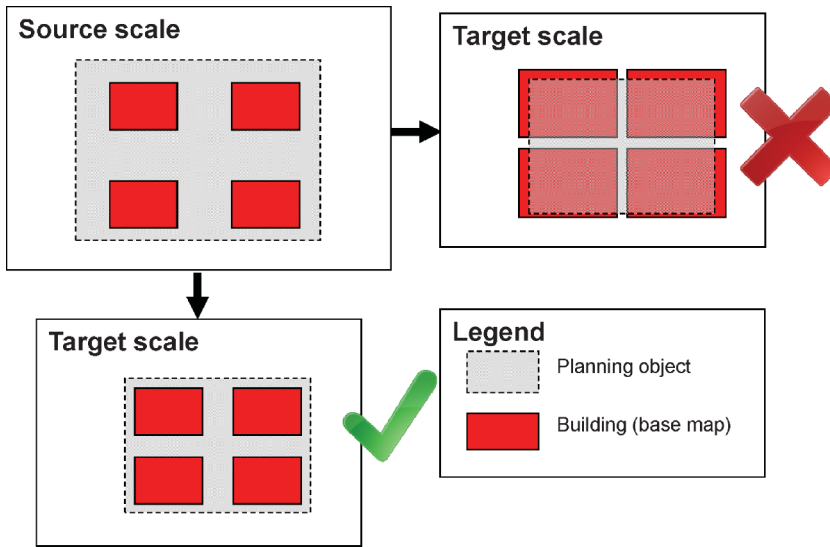 Source scale
Target scale
Target scale
Legend
Planning object
Building (base map)